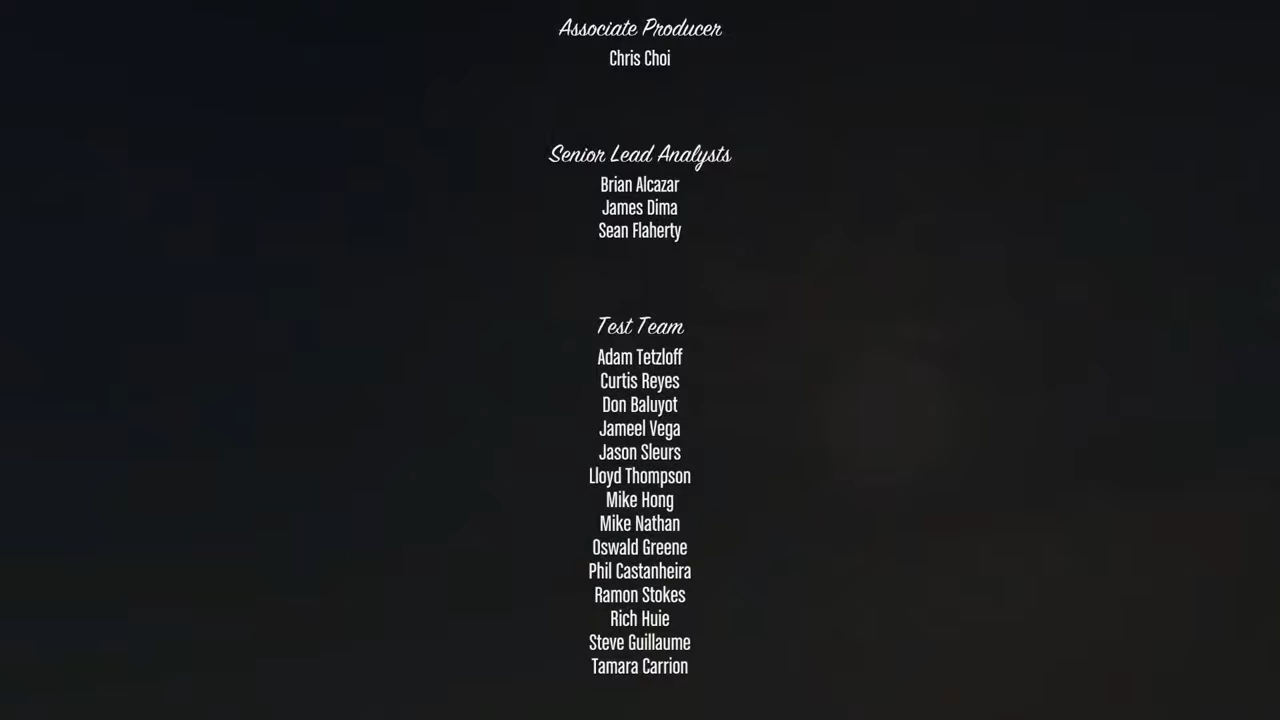 Associate Producer
Chris Choi
Senior Lead Analysts
Brian Alcazar
James Dima
Sean Flaherty
Test Team
Adam Tetzloff
Curtis Reyes
Don Baluyot
Jameel Vega
Jason Sleurs
Lloyd Thompson
Mike Hong
Mike Nathan
Oswald Greene
Phil Castanheira
Ramon Stokes
Rich Huie
Steve Guillaume
Tamara Carrion